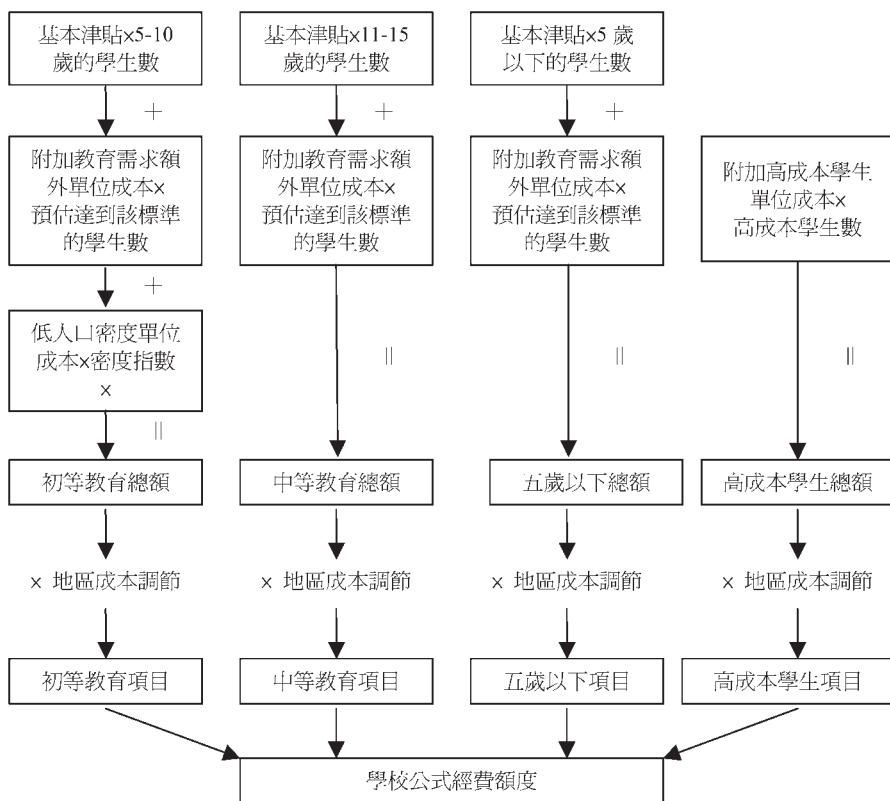 基本津貼×5-10
歲的學生數
基本津貼×11-15
歲的學生數
基本津貼×5 歲
以下的學生數
+
+
+
附加教育需求額
外單位成本×
預估達到該標準
的學生數
附加教育需求額
外單位成本×
預估達到該標準
的學生數
附加教育需求額
外單位成本×
預估達到該標準
的學生數
附加高成本學生
單位成本×
高成本學生數
+
低人口密度單位
成本×密度指數
×
||
||
||
||
初等教育總額
中等教育總額
五歲以下總額
高成本學生總額
× 地區成本調節
× 地區成本調節
× 地區成本調節
× 地區成本調節
初等教育項目
中等教育項目
五歲以下項目
高成本學生項目
學校公式經費額度